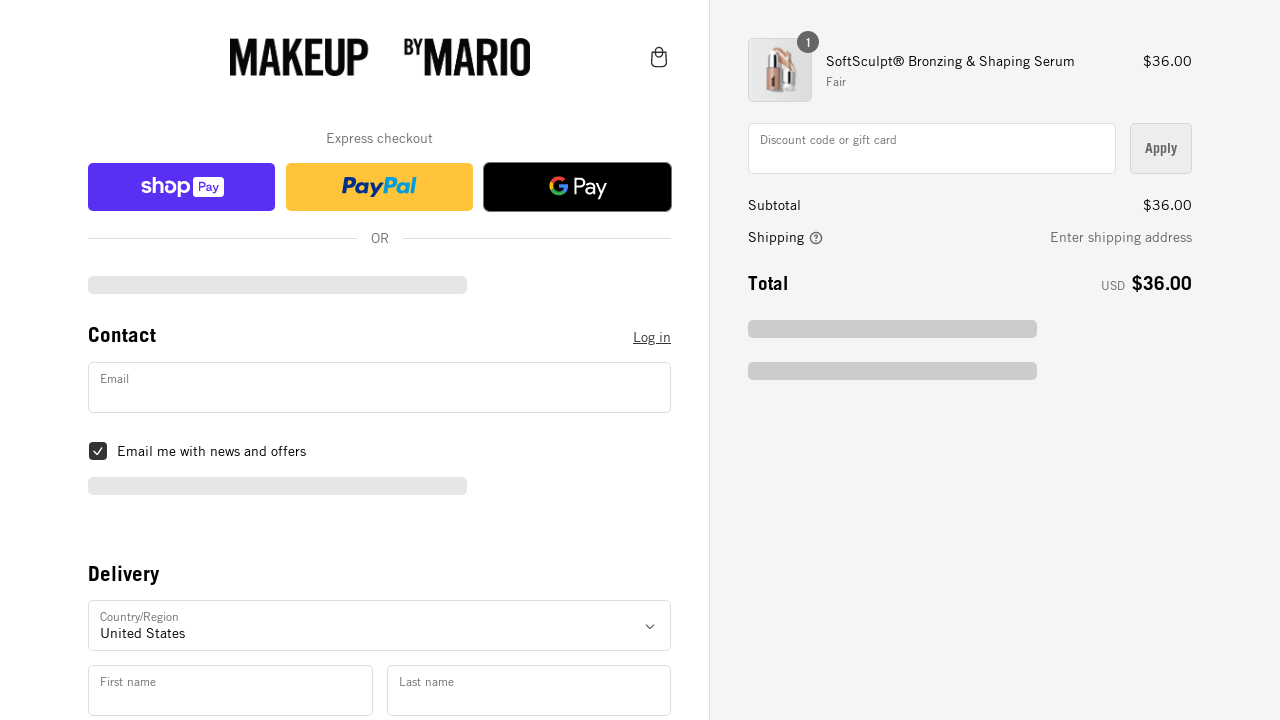 MAKEUP BY MARIO
Express checkout
shop Pay
PayPal
G Pay
OR
Contact
Log in
Email
Email me with news and offers
Delivery
Country/Region
United States
First name
Last name
1
SoftSculpt® Bronzing & Shaping Serum
$36.00
Fair
Discount code or gift card
Apply
Subtotal
$36.00
Shipping
Enter shipping address
Total
USD $36.00